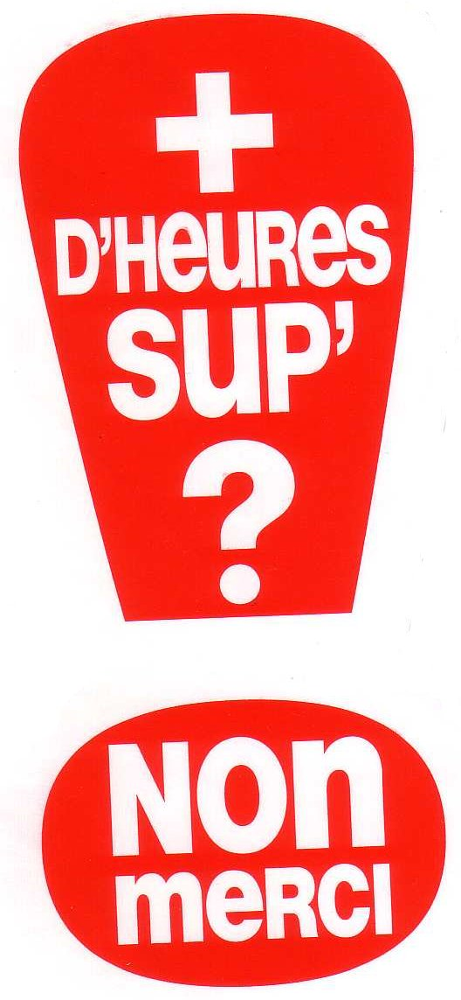 +
D'HeURes
SUP'
?
Non
meRCI